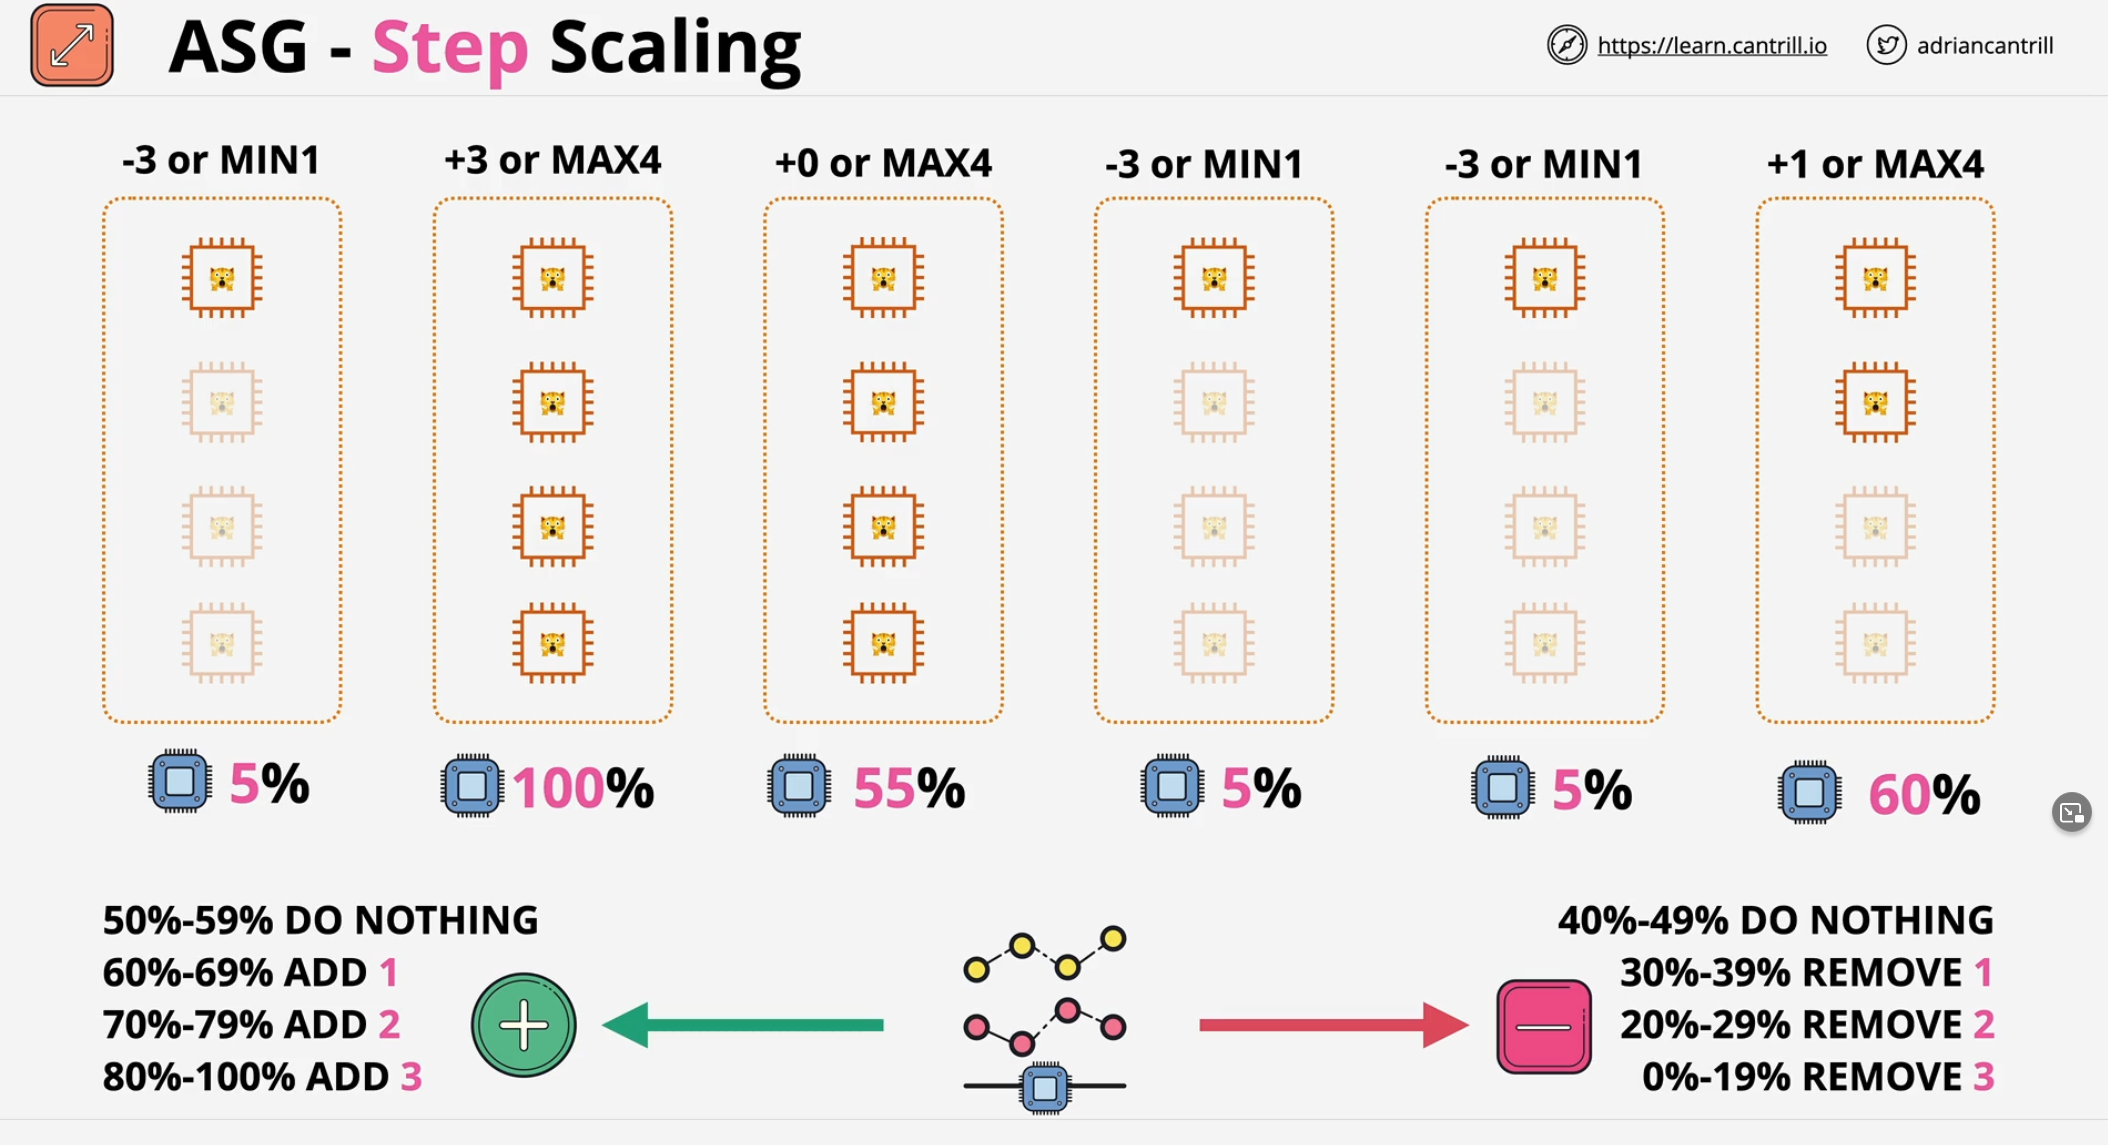 ASG - Step Scaling
https://learn.cantrill.io
adriancantrill
-3 or MIN1
+3 or MAX4
+0 or MAX4
-3 or MIN1
-3 or MIN1
+1 or MAX4
5%
100%
55%
5%
5%
60%
50%-59% DO NOTHING
60%-69% ADD 1
70%-79% ADD 2
80%-100% ADD 3
40%-49% DO NOTHING
30%-39% REMOVE 1
20%-29% REMOVE 2
0%-19% REMOVE 3